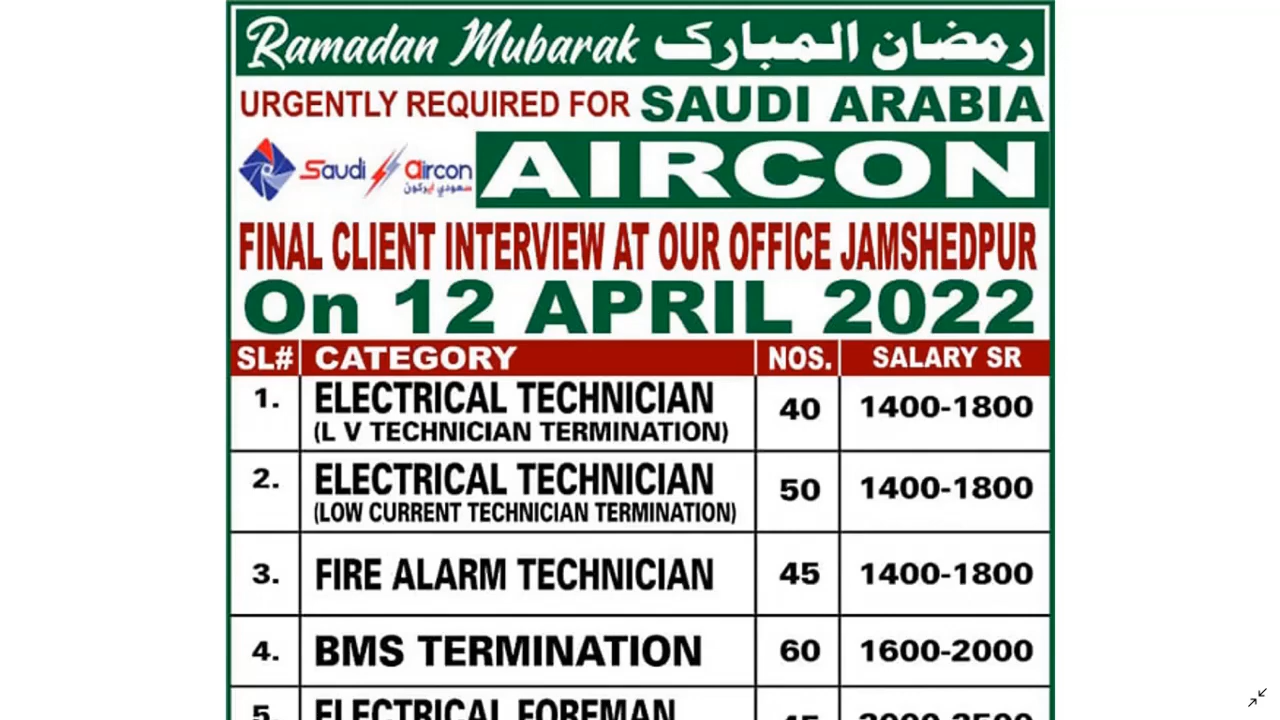 Ramadan Mubarak رمضان المبارک
URGENTLY REQUIRED FOR SAUDI ARABIA
Saudi Aircon AIRCON
سعودي ايركون
FINAL CLIENT INTERVIEW AT OUR OFFICE JAMSHEDPUR
On 12 APRIL 2022
SL# CATEGORY NOS. SALARY SR
1. ELECTRICAL TECHNICIAN 40 1400-1800
(L V TECHNICIAN TERMINATION)
2. ELECTRICAL TECHNICIAN 50 1400-1800
(LOW CURRENT TECHNICIAN TERMINATION)
3. FIRE ALARM TECHNICIAN 45 1400-1800
4. BMS TERMINATION 60 1600-2000
5. ELECTRICAL FOREMAN